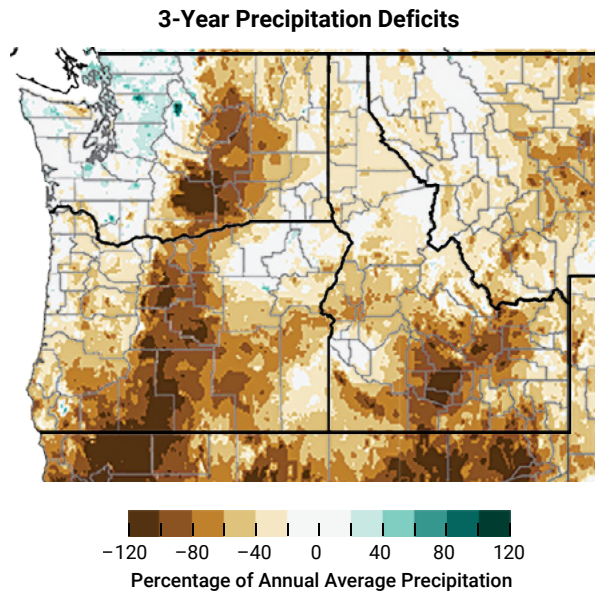 3-Year Precipitation Deficits
−120 −80 −40 0 40 80 120
Percentage of Annual Average Precipitation